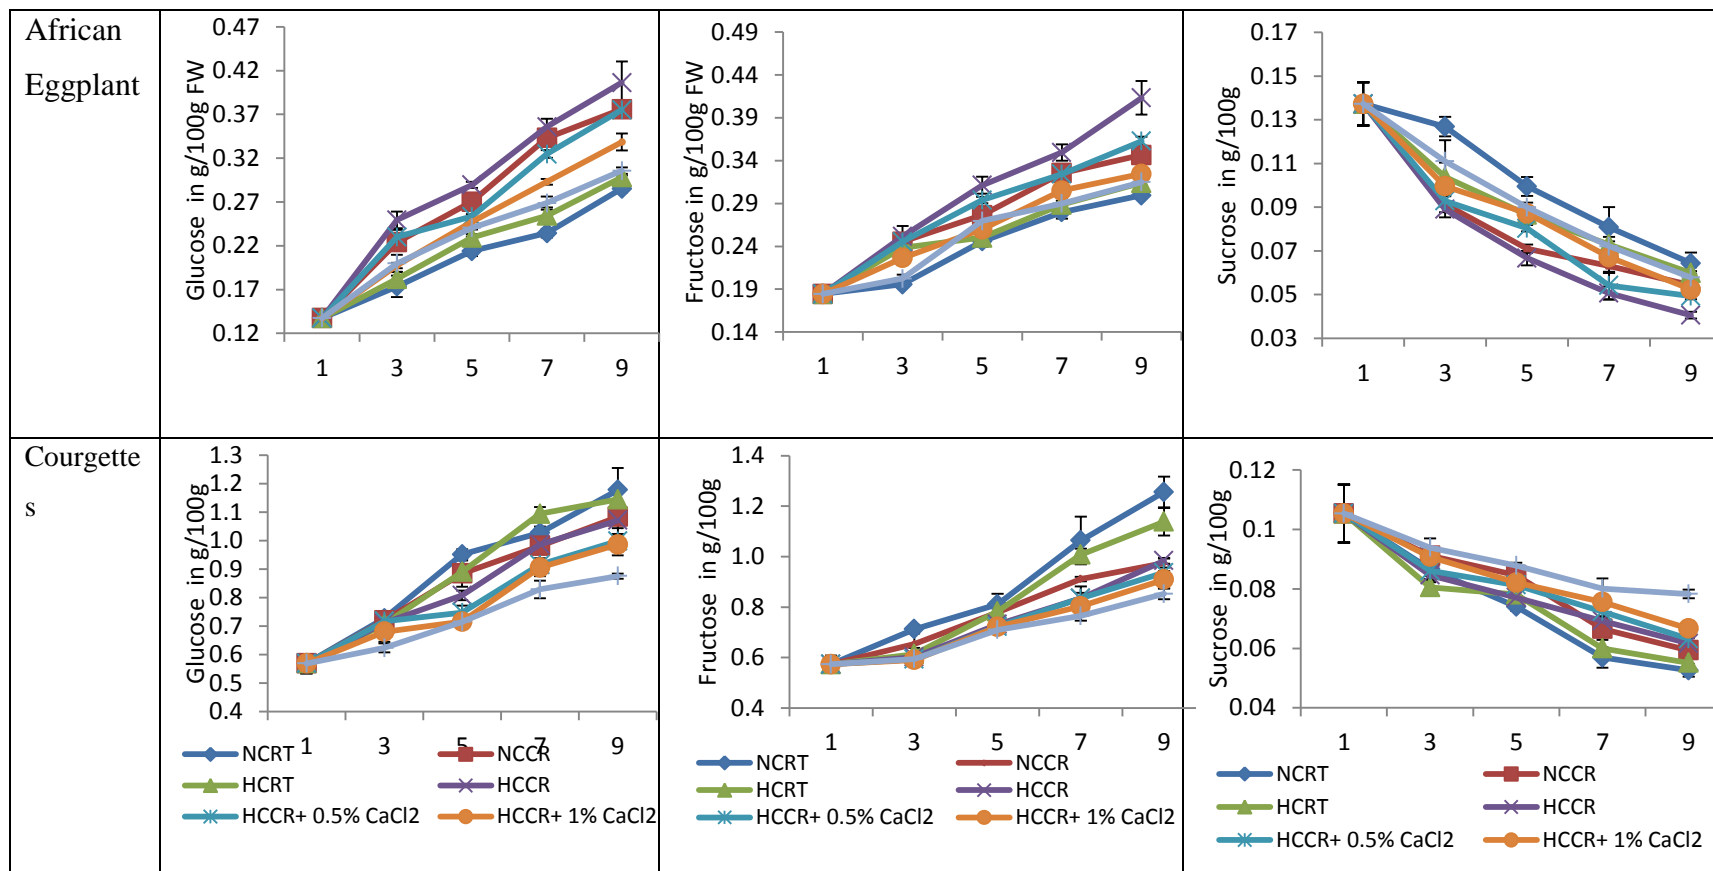 African
Eggplant
Glucose in g/100g FW
0.47
0.42
0.37
0.32
0.27
0.22
0.17
0.12
1 3 5 7 9
Fructose in g/100g FW
0.49
0.44
0.39
0.34
0.29
0.24
0.19
0.14
1 3 5 7 9
Sucrose in g/100g
0.17
0.15
0.13
0.11
0.09
0.07
0.05
0.03
1 3 5 7 9
Courgette
s
Glucose in g/100g
1.3
1.2
1.1
1.0
0.9
0.8
0.7
0.6
0.5
0.4
1 3 5 7 9
NCRT NCCR
HCRT HCCR
HCCR+ 0.5% CaCl2 HCCR+ 1% CaCl2
Fructose in g/100g
1.4
1.2
1.0
0.8
0.6
0.4
1 3 5 7 9
NCRT NCCR
HCRT HCCR
HCCR+ 0.5% CaCl2 HCCR+ 1% CaCl2
Sucrose in g/100g
0.12
0.1
0.08
0.06
0.04
1 3 5 7 9
NCRT NCCR
HCRT HCCR
HCCR+ 0.5% CaCl2 HCCR+ 1% CaCl2